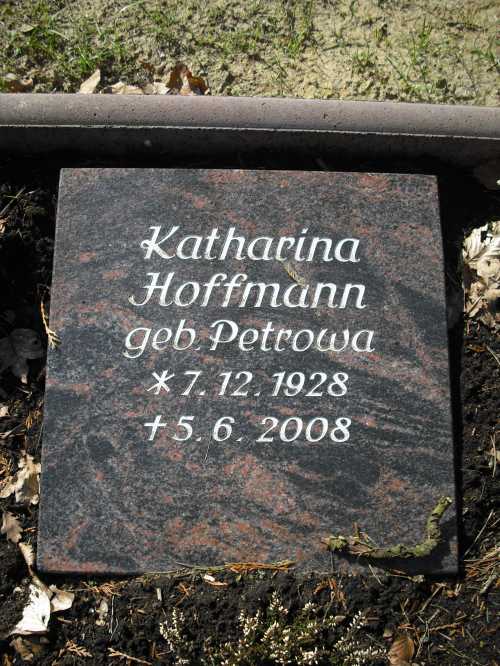 Katharina
Hoffmann
geb. Petrowa
* 7. 12. 1928
† 5. 6. 2008